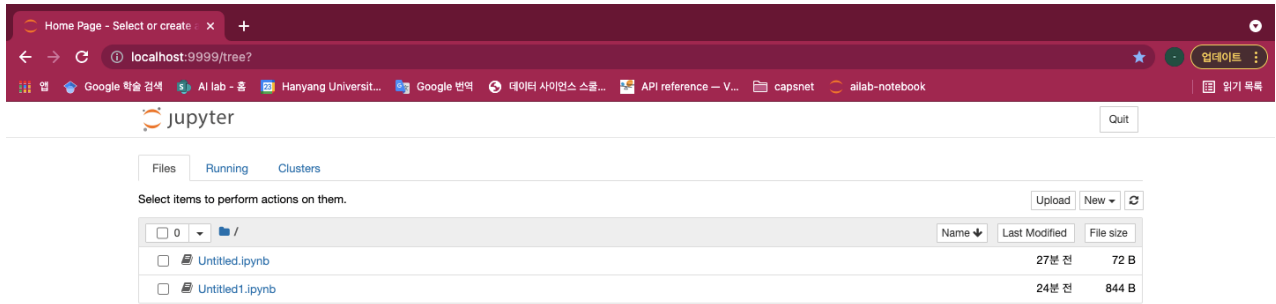 Home Page - Select or create a
localhost:9999/tree?
업데이트
앱 Google 학술 검색 AI lab - 홈 Hanyang Universit... Google 번역 데이터 사이언스 스쿨... API reference — V... capsnet ailab-notebook 읽기 목록
jupyter Quit
Files Running Clusters
Select items to perform actions on them. Upload New
0 / Name Last Modified File size
Untitled.ipynb 27분 전 72 B
Untitled1.ipynb 24분 전 844 B